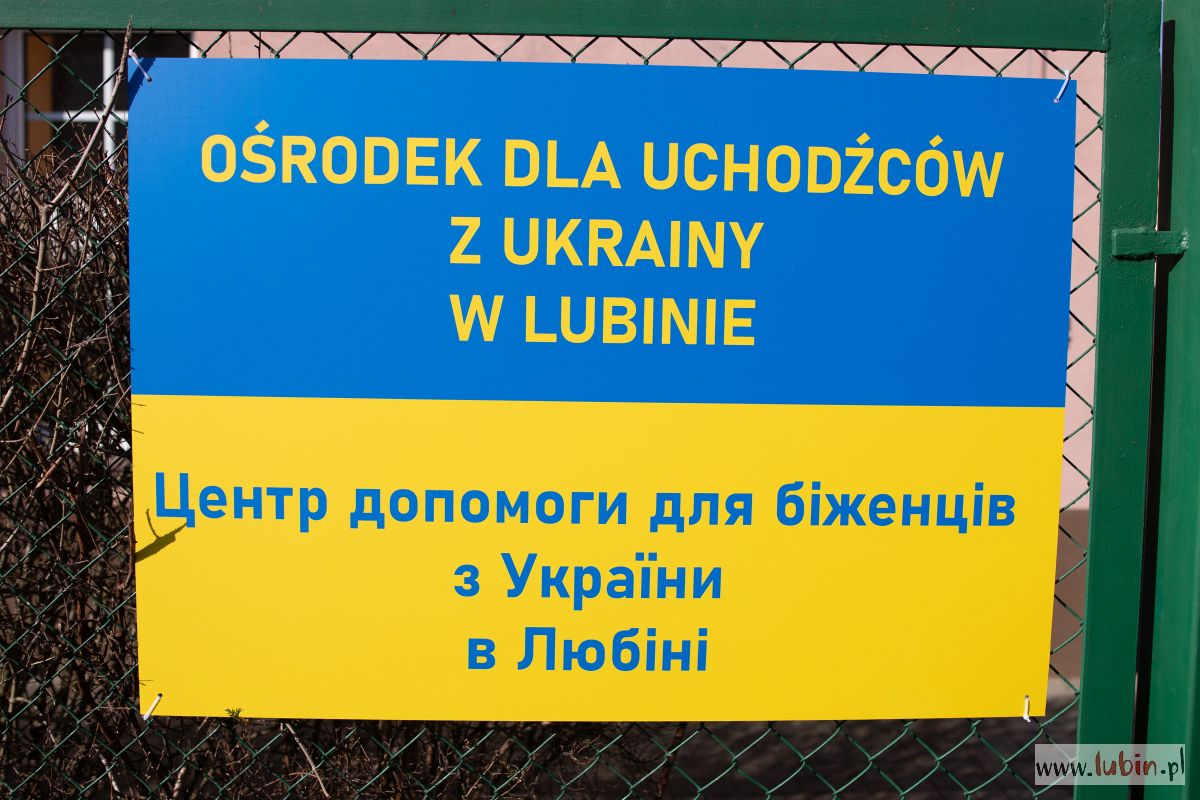 OŚRODEK DLA UCHODŹCÓW
Z UKRAINY
W LUBINIE
Центр допомоги для біженців
з України
в Любіні
www.lubin.pl